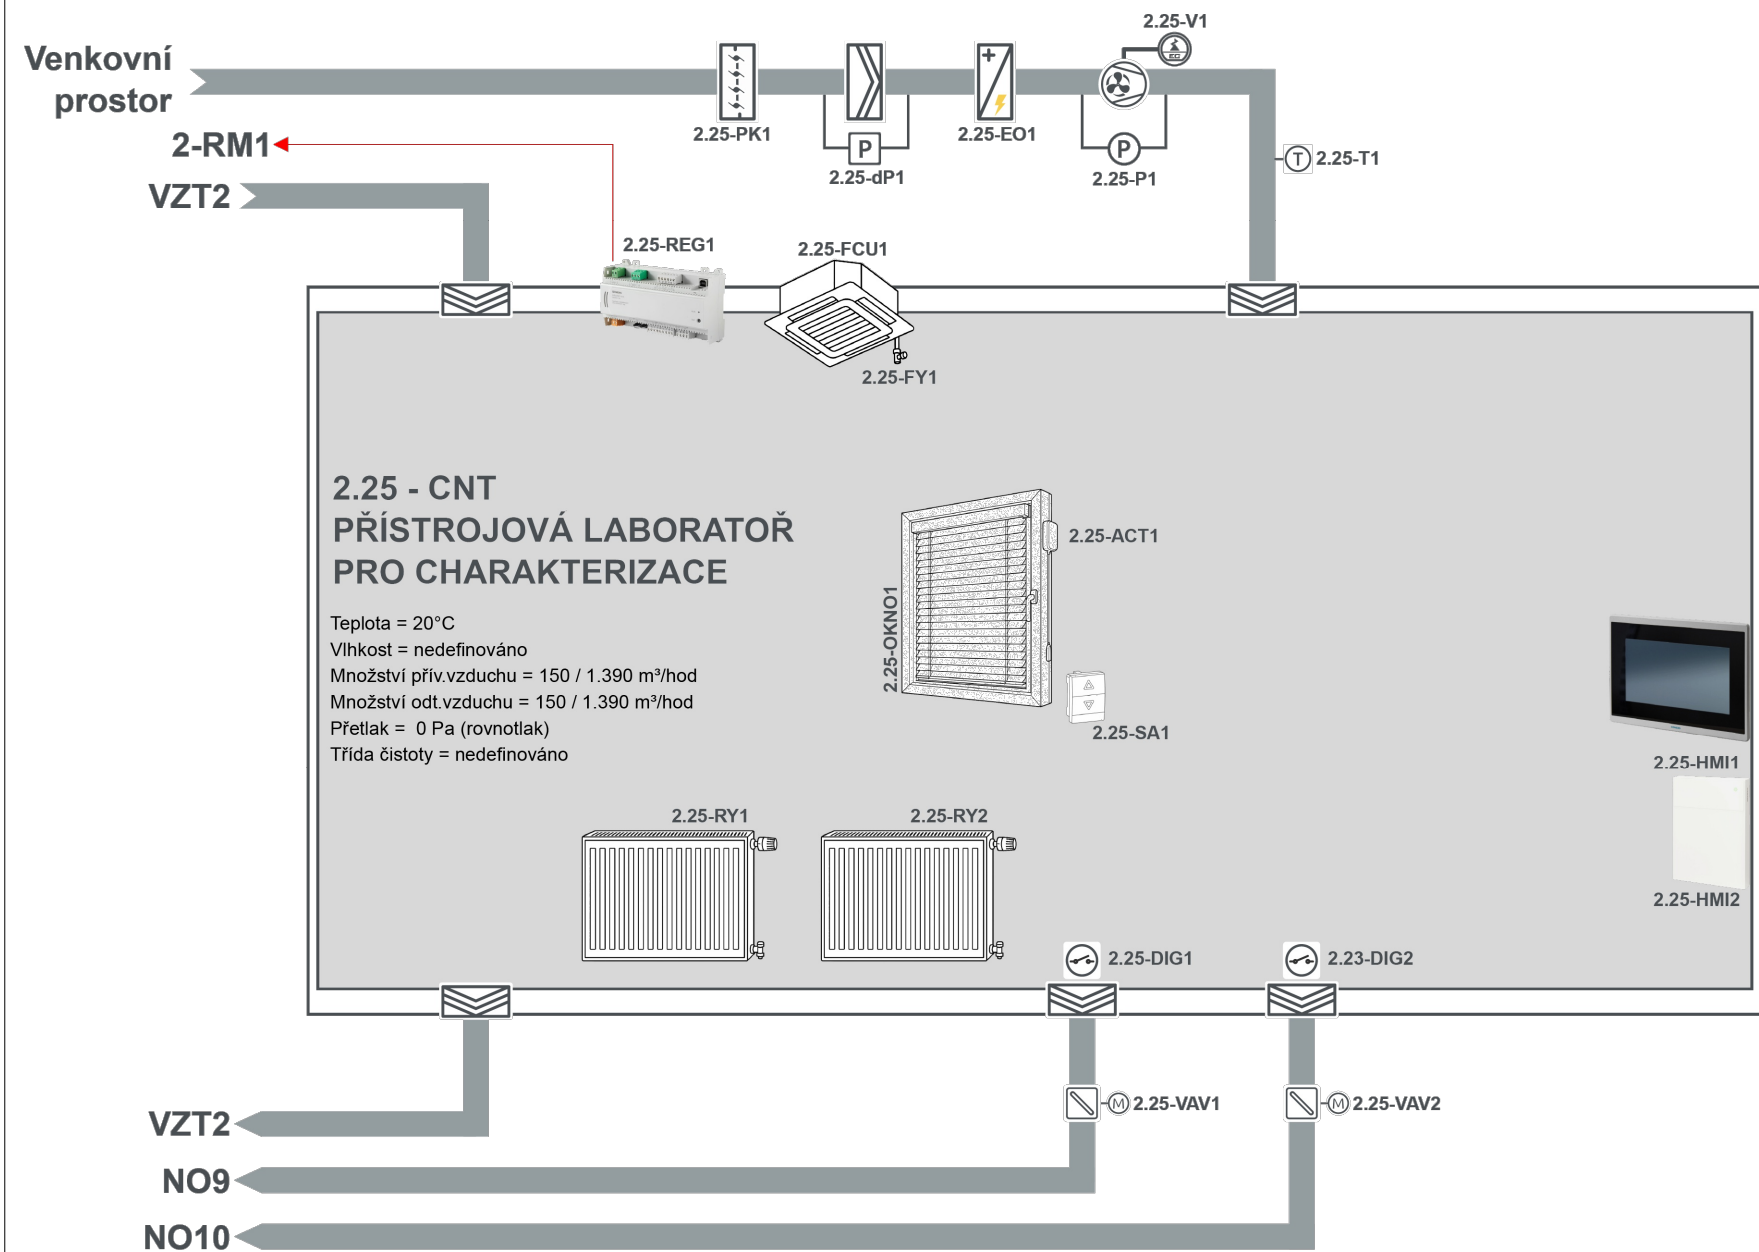 2.25-V1
Venkovní
prostor
2.25-PK1
2.25-EO1
P
P
2.25-dP1
2.25-P1
T
2.25-T1
2-RM1
VZT2
2.25-REG1
2.25-FCU1
2.25-FY1
2.25 - CNT
PŘÍSTROJOVÁ LABORATOŘ
PRO CHARAKTERIZACE
Teplota = 20°C
Vlhkost = nedefinováno
Množství přív.vzduchu = 150 / 1.390 m³/hod
Množství odt.vzduchu = 150 / 1.390 m³/hod
Přetlak =  0 Pa (rovnotlak)
Třída čistoty = nedefinováno
2.25-ACT1
2.25-OKNO1
2.25-SA1
2.25-HMI1
2.25-HMI2
2.25-RY1
2.25-RY2
2.25-DIG1
2.23-DIG2
M
2.25-VAV1
M
2.25-VAV2
VZT2
NO9
NO10